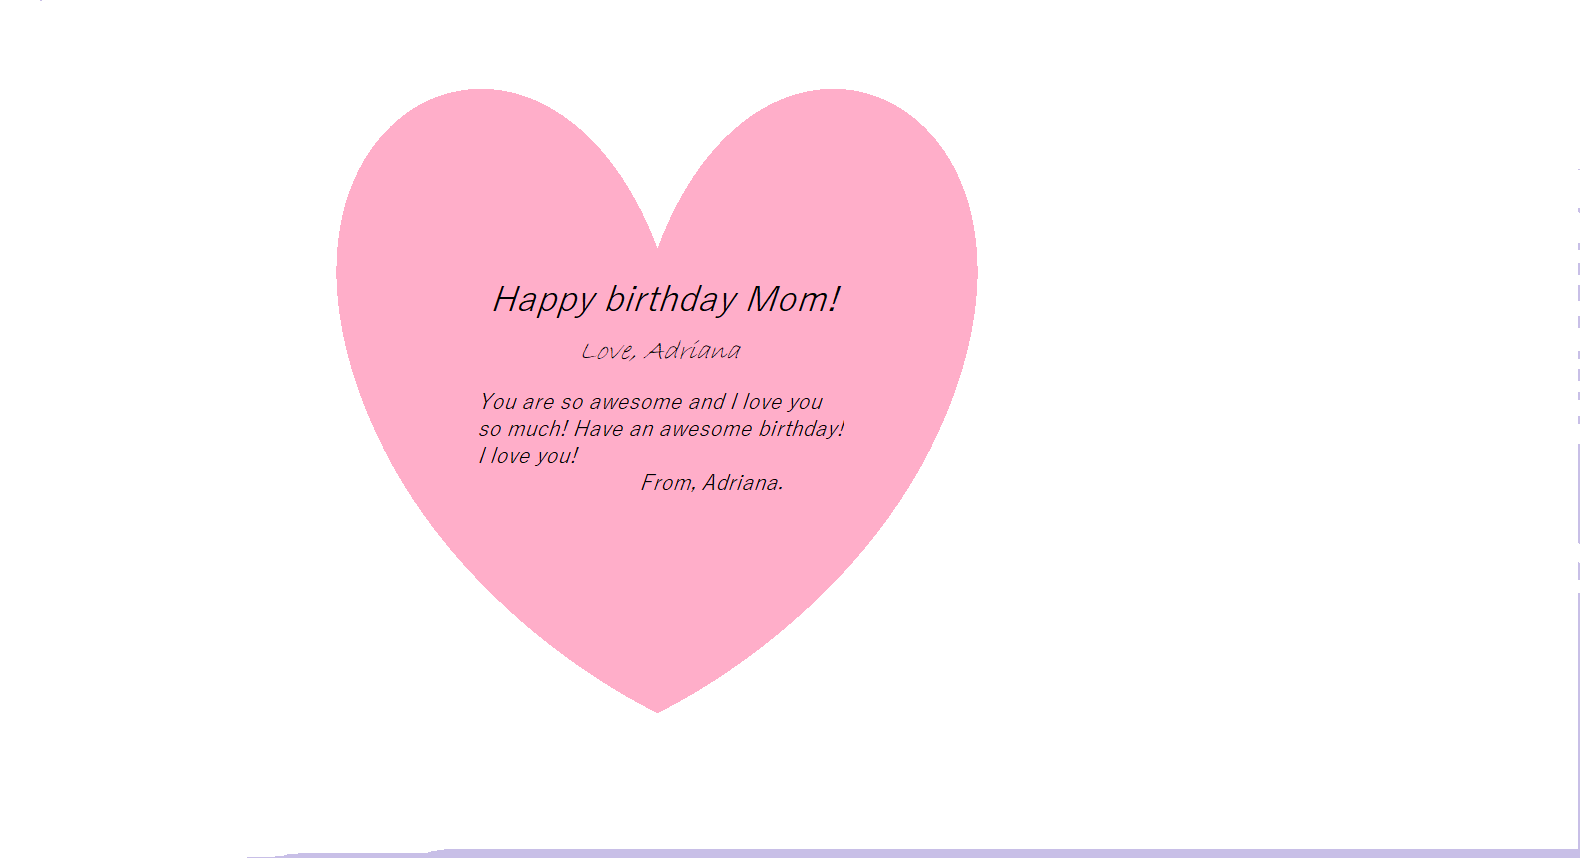 Happy birthday Mom!
Love, Adriana
You are so awesome and I love you
so much! Have an awesome birthday!
I love you!
From, Adriana.